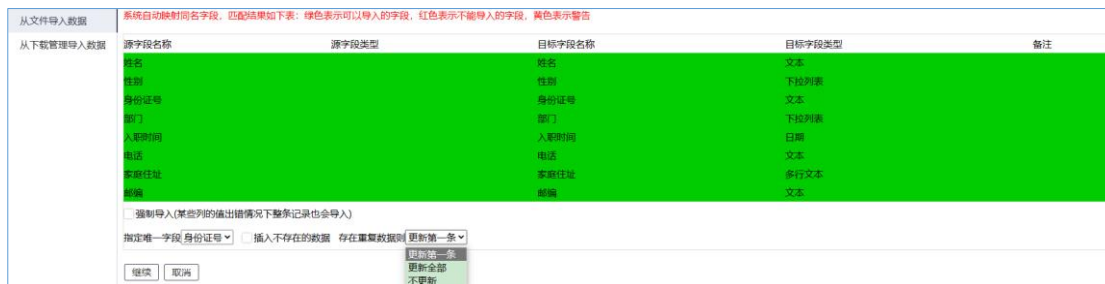 从文件导入数据
从下载管理导入数据
系统自动映射同名字段，匹配结果如下表：绿色表示可以导入的字段，红色表示不能导入的字段，黄色表示警告
源字段名称 源字段类型 目标字段名称 目标字段类型 备注
姓名 姓名 文本
性别 性别 下拉列表
身份证号 身份证号 文本
部门 部门 下拉列表
入职时间 入职时间 日期
电话 电话 文本
家庭住址 家庭住址 多行文本
邮编 邮编 文本
强制导入(某些列的值出错情况下整条记录也会导入)
指定唯一字段 身份证号 插入不存在的数据 存在重复数据则 更新第一条
更新第一条
更新全部
不更新
继续 取消